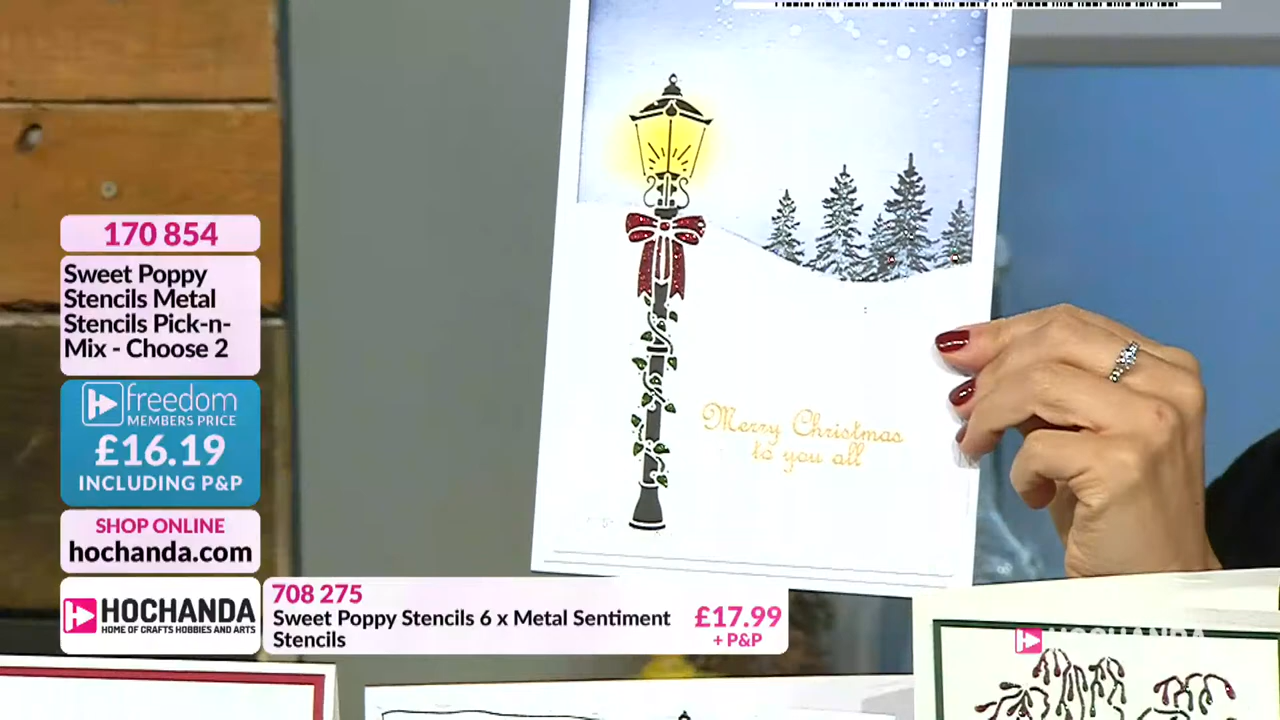 170 854
Sweet Poppy
Stencils Metal
Stencils Pick-n-
Mix - Choose 2
freedom
MEMBERS PRICE
£16.19
INCLUDING P&P
SHOP ONLINE
hochanda.com
HOCHANDA
HOME OF CRAFTS HOBBIES AND ARTS
708 275
Sweet Poppy Stencils 6 x Metal Sentiment
Stencils
£17.99
+ P&P
Merry Christmas
to you all
HOCHANDA